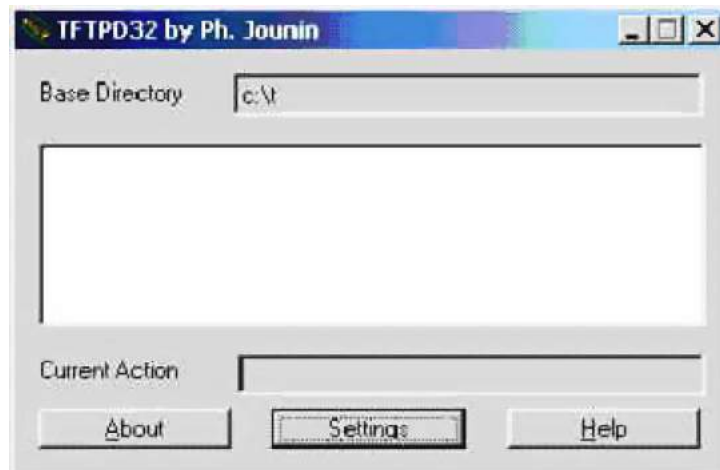 TFTPD32 by Ph. Jounin
Base Directory c:\t
Current Action
About Settings Help